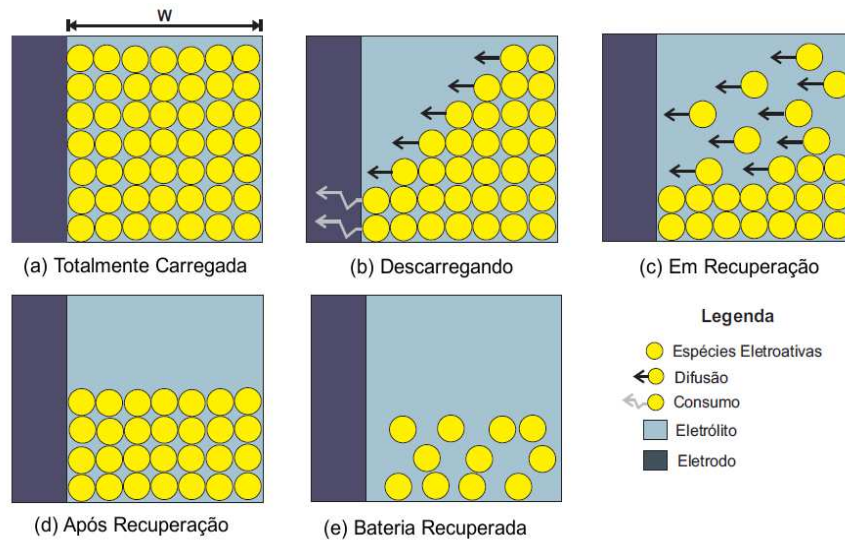 W
(a) Totalmente Carregada
(b) Descarregando
(c) Em Recuperação
(d) Após Recuperação
(e) Bateria Recuperada
Legenda
Espécies Eletroativas
Difusão
Consumo
Eletrólito
Eletrodo